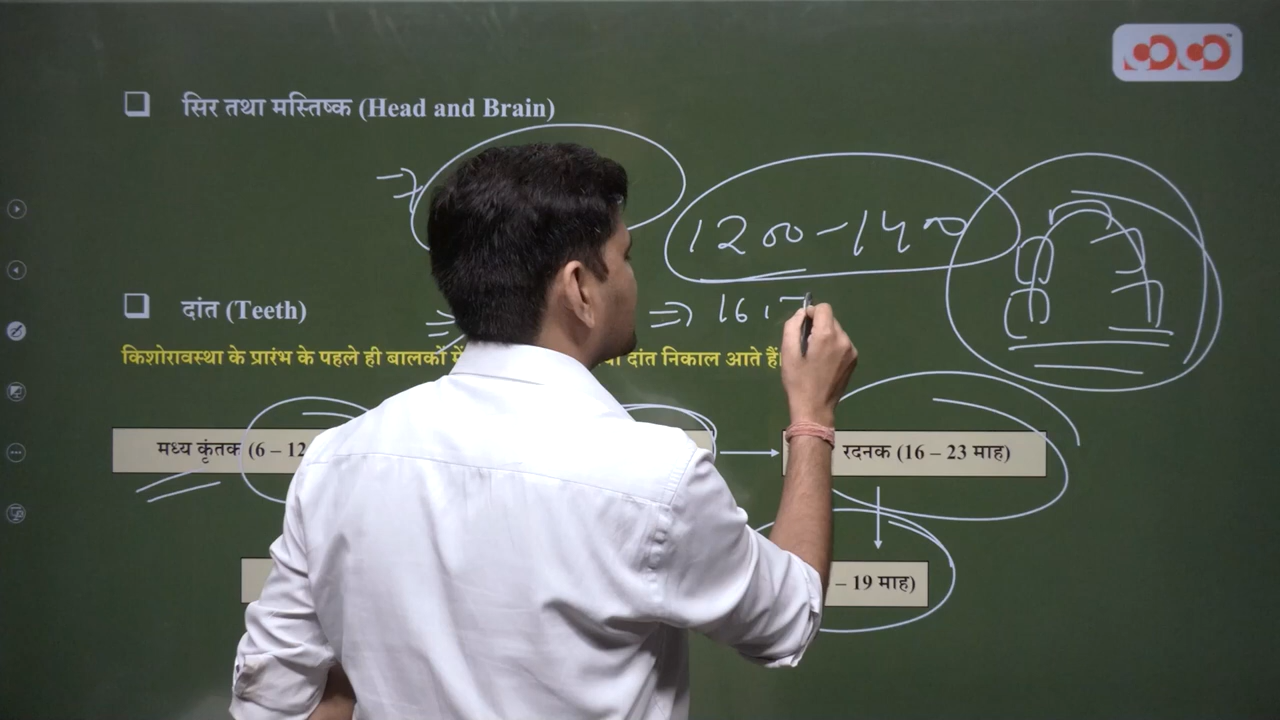 सिर तथा मस्तिष्क (Head and Brain)
1200 – 1400
दांत (Teeth)
⇒ 16
किशोरावस्था के प्रारंभ के पहले ही बालकों में दांत निकाल आते हैं
मध्य कृंतक (6 – 12
रदनक (16 – 23 माह)
– 19 माह)